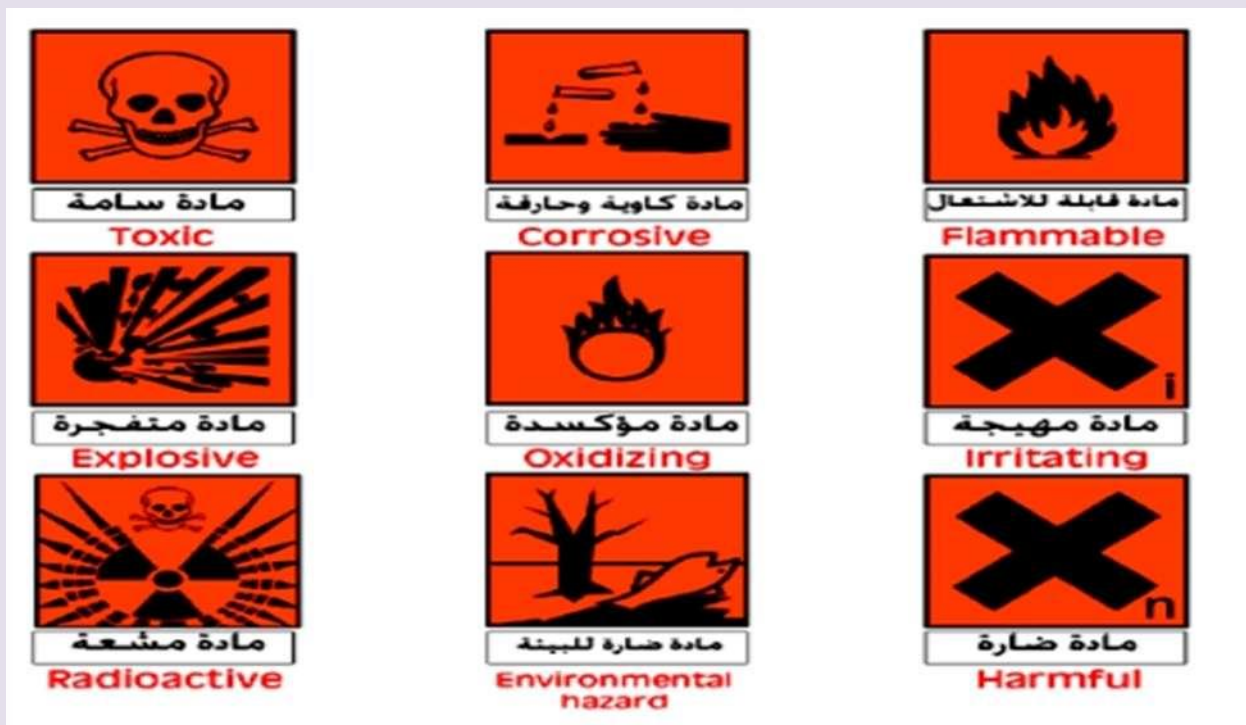 مادة سامة
Toxic
مادة كاوية وحارقة
Corrosive
مادة قابلة للاشتعال
Flammable
مادة متفجرة
Explosive
مادة مؤكسدة
Oxidizing
i
مادة مهيجة
Irritating
مادة مشعة
Radioactive
مادة ضارة للبيئة
Environmental
hazard
n
مادة ضارة
Harmful